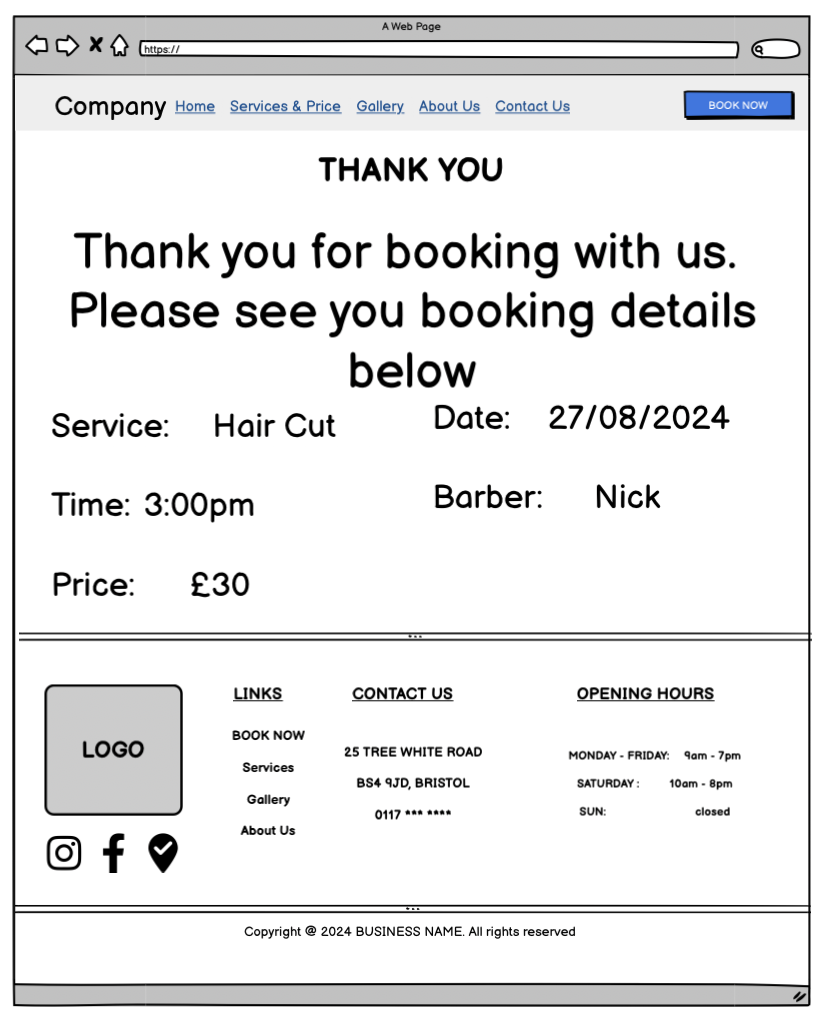 A Web Page
https://
Company Home Services & Price Gallery About Us Contact Us BOOK NOW
THANK YOU
Thank you for booking with us.
Please see you booking details
below
Service: Hair Cut Date: 27/08/2024
Time: 3:00pm Barber: Nick
Price: £30
LOGO
LINKS
BOOK NOW
Services
Gallery
About Us
CONTACT US
25 TREE WHITE ROAD
BS4 9JD, BRISTOL
0117 *** ****
OPENING HOURS
MONDAY - FRIDAY: 9am - 7pm
SATURDAY : 10am - 8pm
SUN: closed
Copyright @ 2024 BUSINESS NAME. All rights reserved